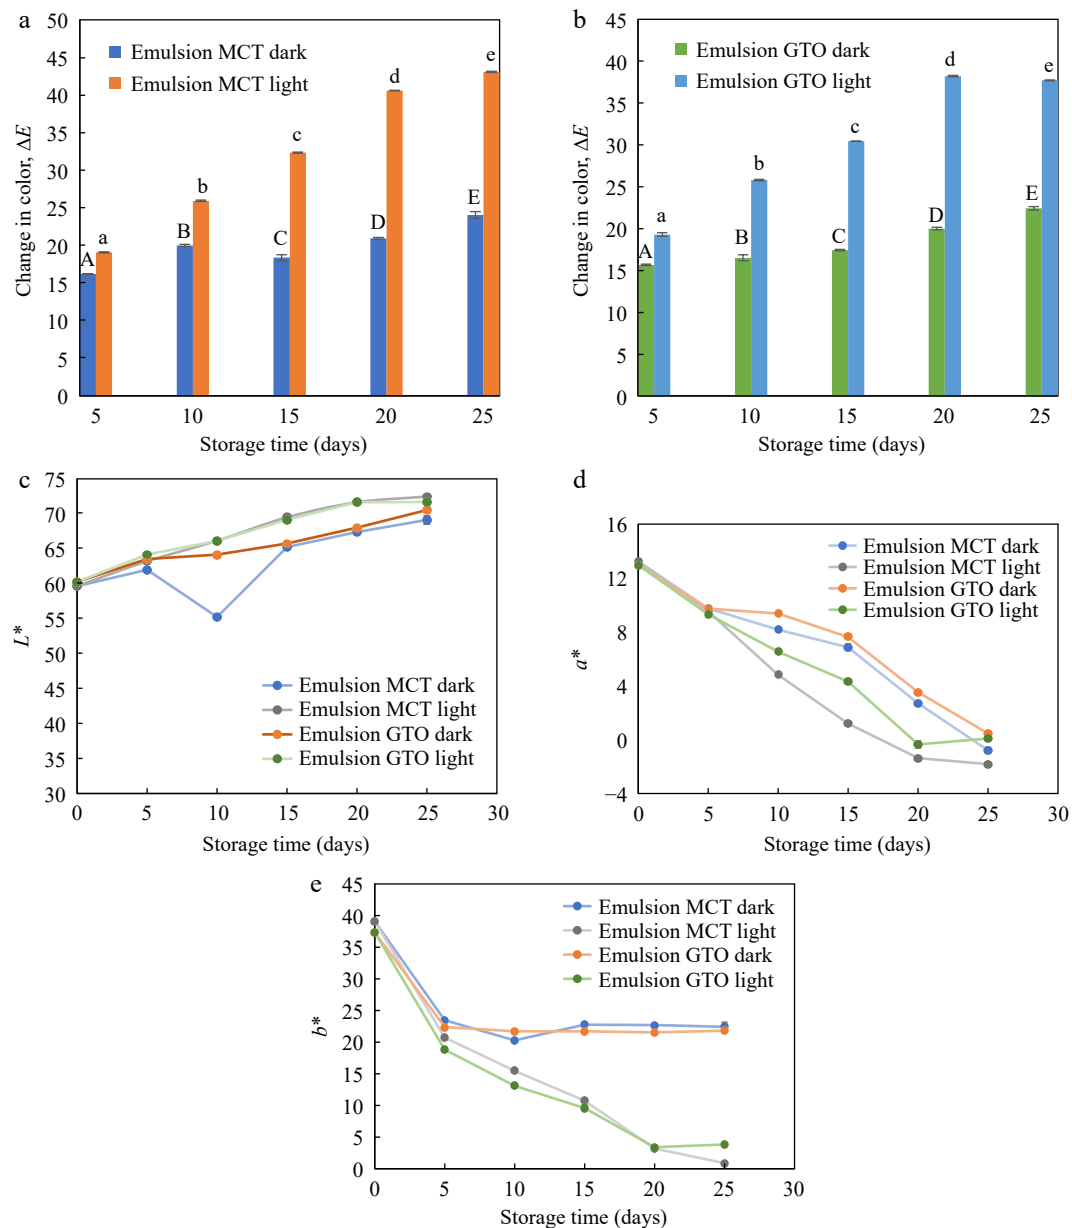 a
Change in color, ΔE
50
45
40
35
30
25
20
15
10
5
0
Emulsion MCT dark
Emulsion MCT light
A
a
B
b
C
c
D
d
E
e
5
10
15
20
25
Storage time (days)
b
Change in color, ΔE
45
40
35
30
25
20
15
10
5
0
Emulsion GTO dark
Emulsion GTO light
A
a
B
b
C
c
D
d
E
e
5
10
15
20
25
Storage time (days)
c
L*
75
70
65
60
55
50
45
40
35
30
Emulsion MCT dark
Emulsion MCT light
Emulsion GTO dark
Emulsion GTO light
0
5
10
15
20
25
30
Storage time (days)
d
a*
16
12
8
4
0
−4
Emulsion MCT dark
Emulsion MCT light
Emulsion GTO dark
Emulsion GTO light
0
5
10
15
20
25
30
Storage time (days)
e
b*
45
40
35
30
25
20
15
10
5
0
Emulsion MCT dark
Emulsion MCT light
Emulsion GTO dark
Emulsion GTO light
0
5
10
15
20
25
30
Storage time (days)